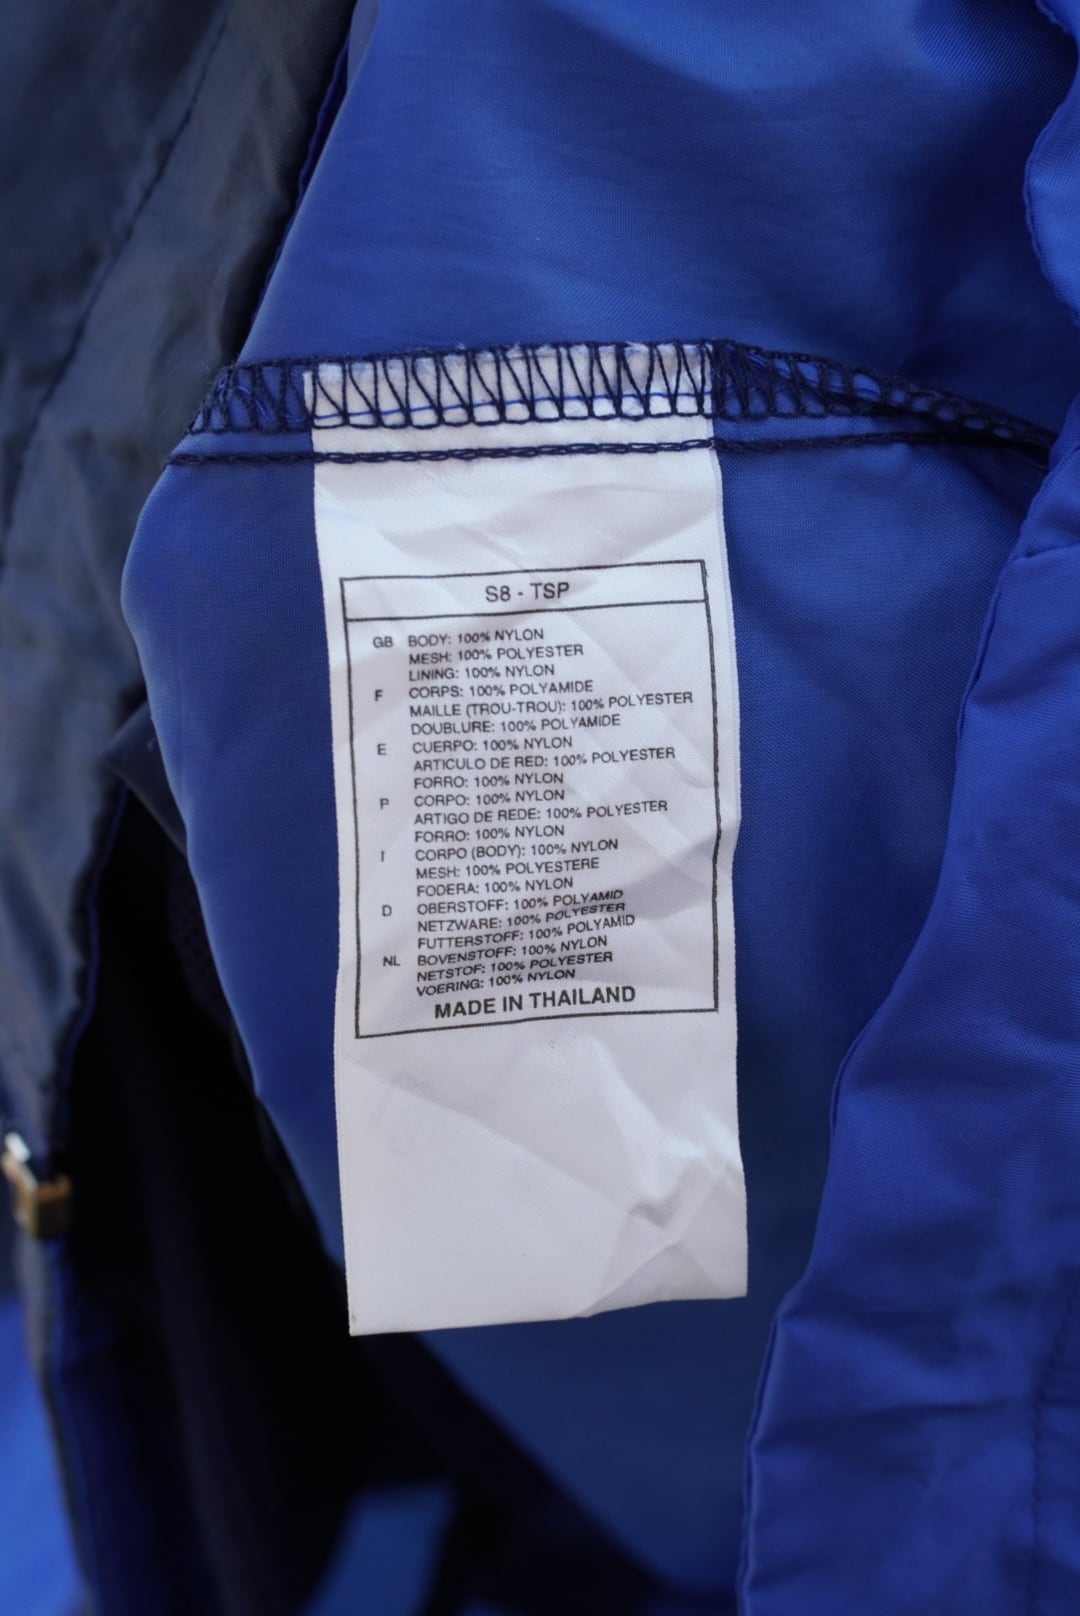 S8 - TSP
GB BODY: 100% NYLON
MESH: 100% POLYESTER
LINING: 100% NYLON
F CORPS: 100% POLYAMIDE
MAILLE (TROU-TROU): 100% POLYESTER
DOUBLURE: 100% POLYAMIDE
E CUERPO: 100% NYLON
ARTICULO DE RED: 100% POLYESTER
FORRO: 100% NYLON
P CORPO: 100% NYLON
ARTIGO DE REDE: 100% POLYESTER
FORRO: 100% NYLON
I CORPO (BODY): 100% NYLON
MESH: 100% POLYESTERE
FODERA: 100% NYLON
D OBERSTOFF: 100% POLYAMID
NETZWARE: 100% POLYESTER
FUTTERSTOFF: 100% POLYAMID
NL BOVENSTOFF: 100% NYLON
NETSTOF: 100% POLYESTER
VOERING: 100% NYLON
MADE IN THAILAND